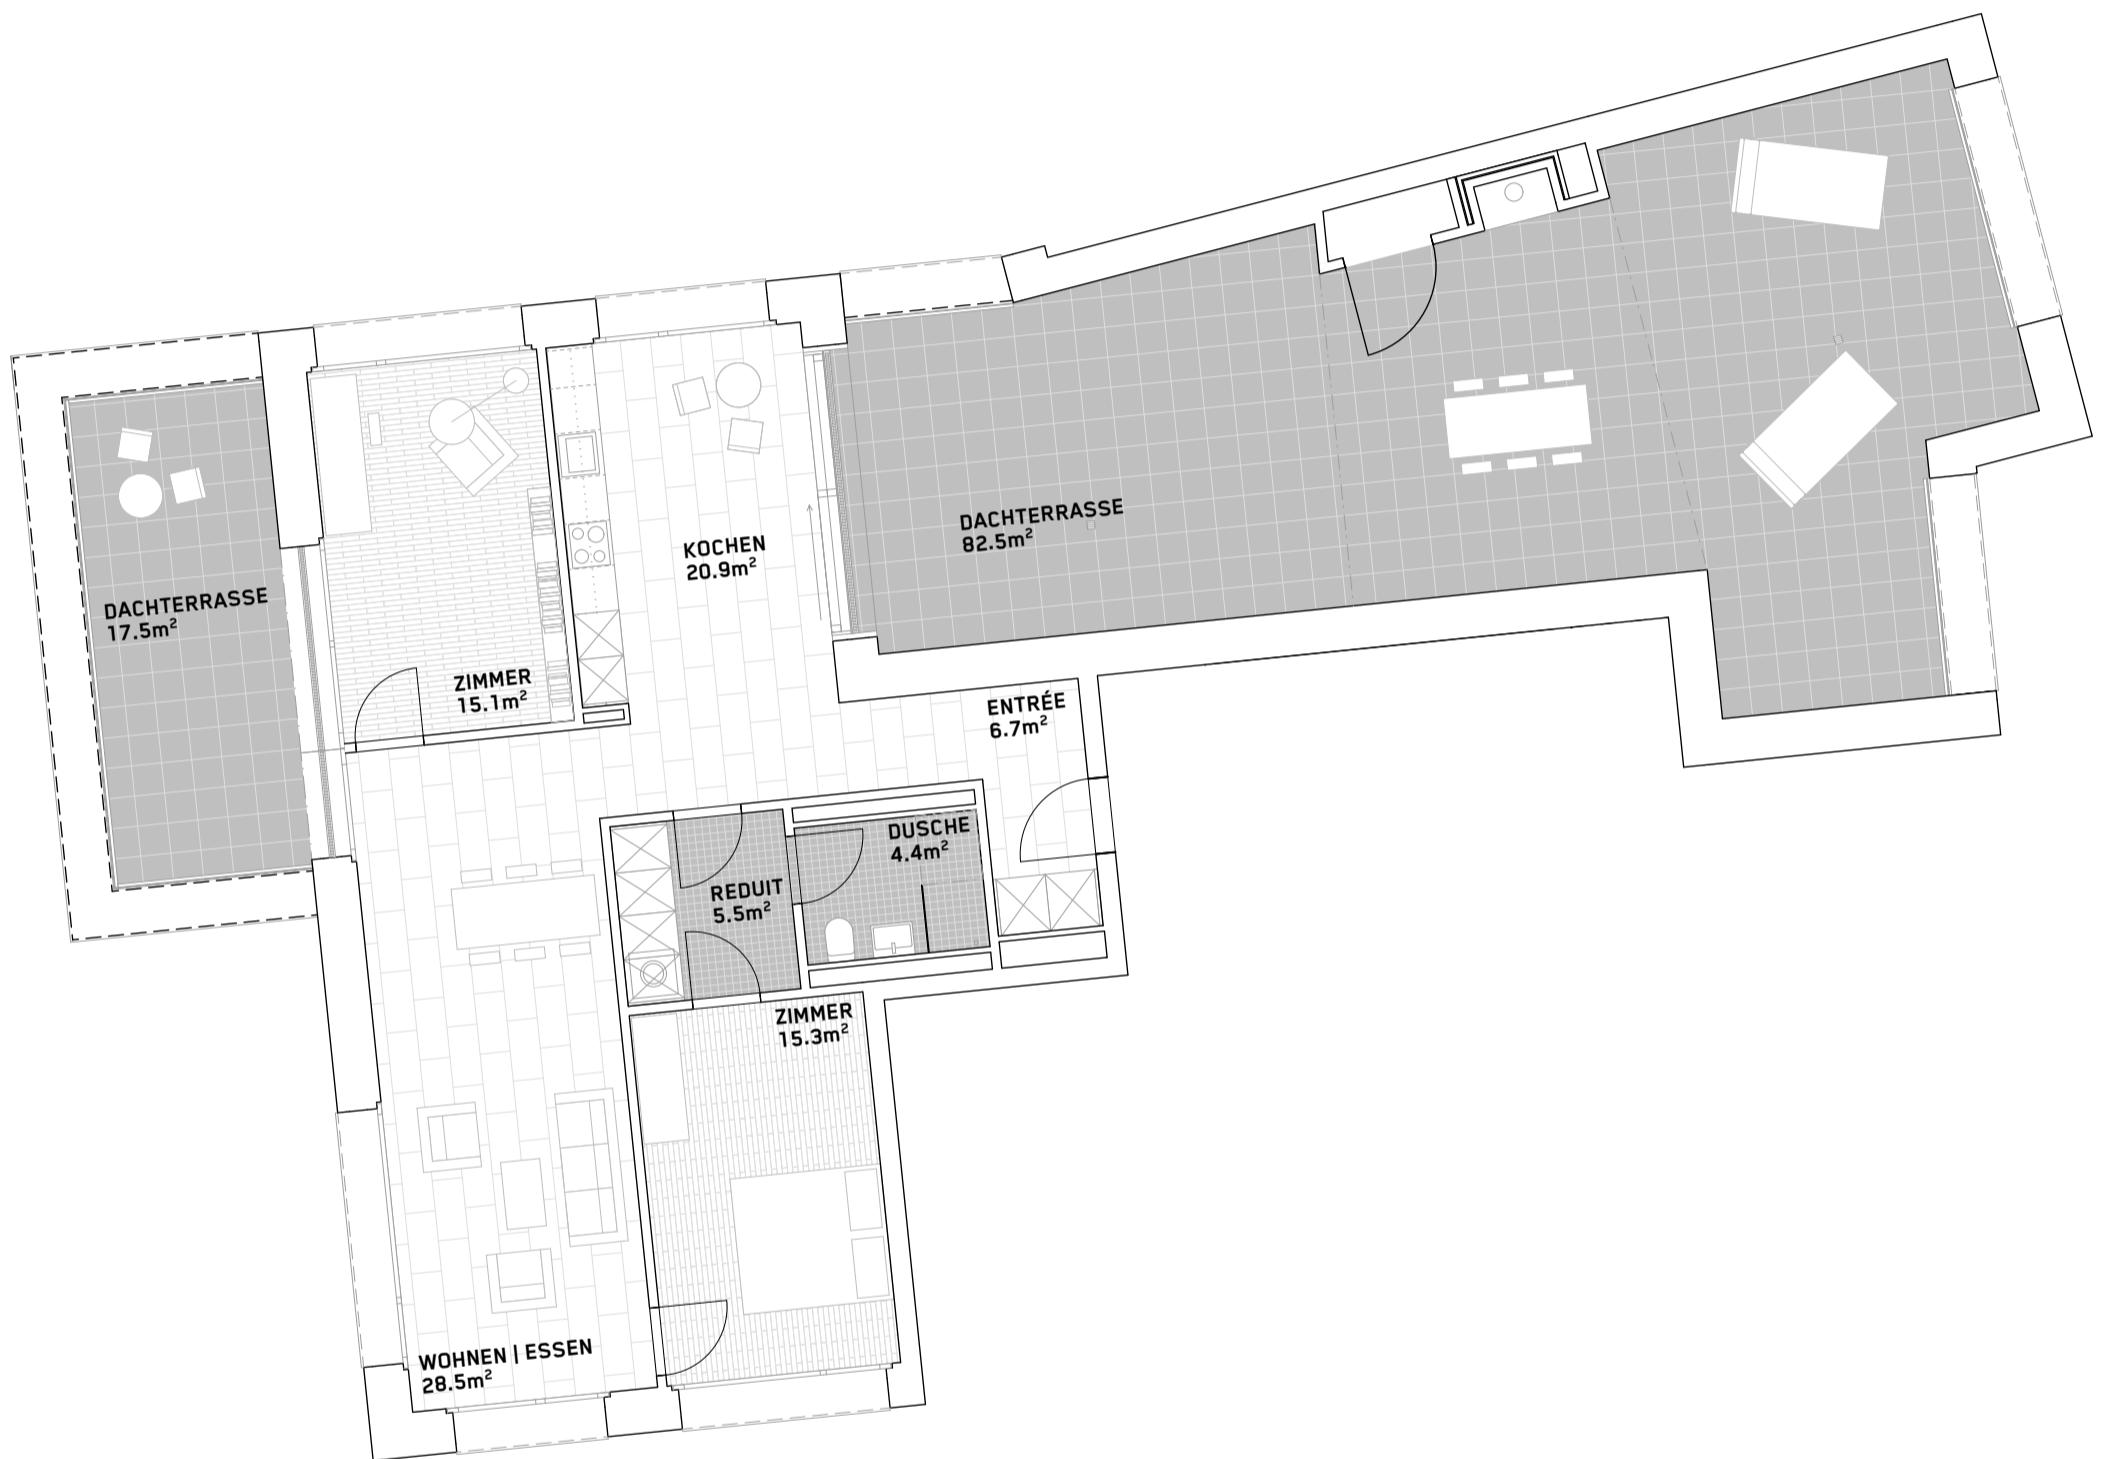 DACHTERRASSE
82.5m²
KOCHEN
20.9m²
DACHTERRASSE
17.5m²
ZIMMER
15.1m²
ENTRÉE
6.7m²
DUSCHE
4.4m²
REDUIT
5.5m²
ZIMMER
15.3m²
WOHNEN | ESSEN
28.5m²